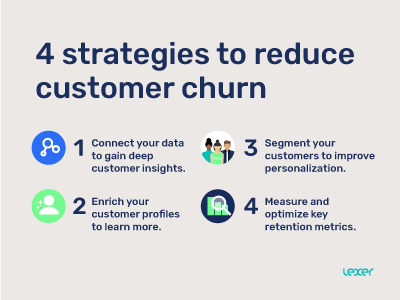 4 strategies to reduce
customer churn
1 Connect your data
to gain deep
customer insights.
2 Enrich your
customer profiles
to learn more.
3 Segment your
customers to improve
personalization.
4 Measure and
optimize key
retention metrics.
lexer